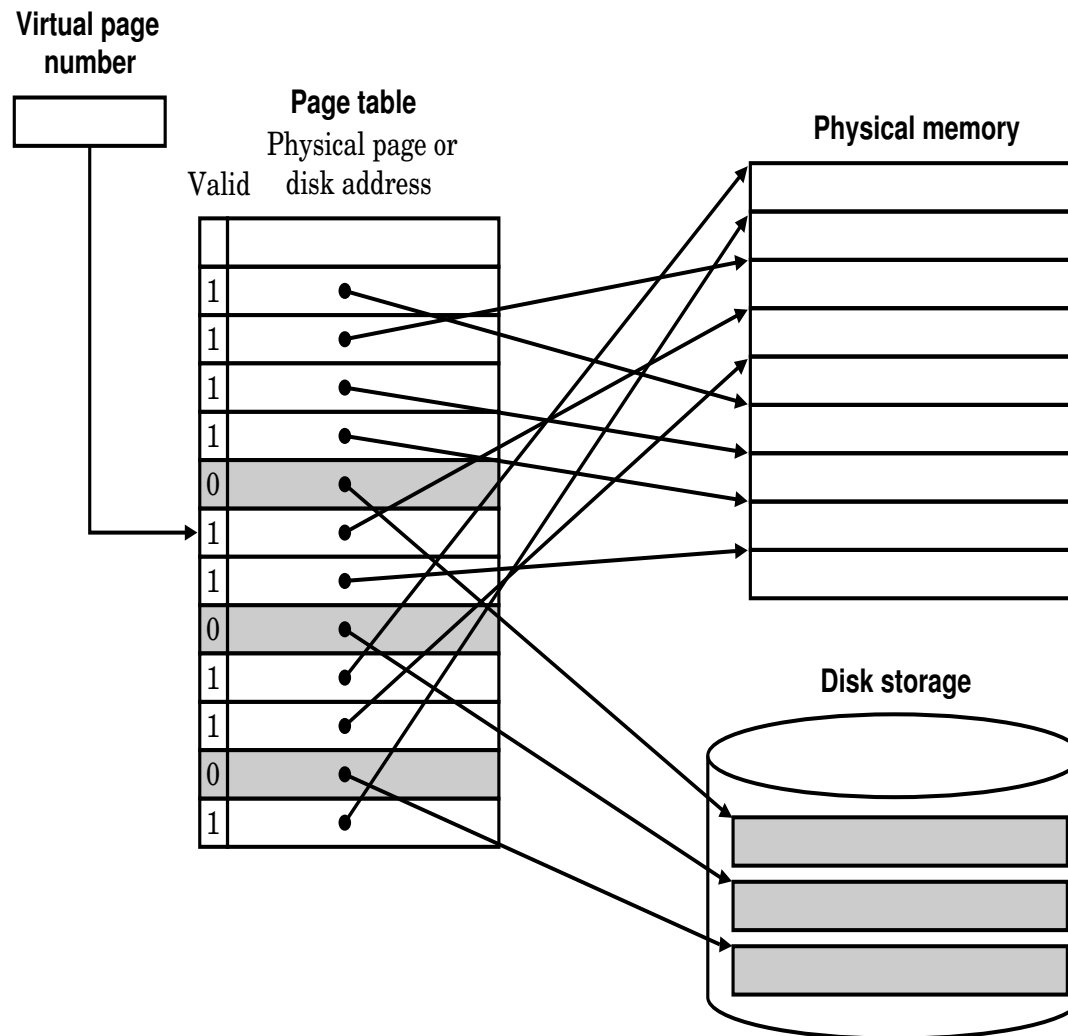 Virtual page
number
Page table
Physical page or
Valid disk address
Physical memory
1
1
1
1
0
1
1
0
1
1
0
1
Disk storage